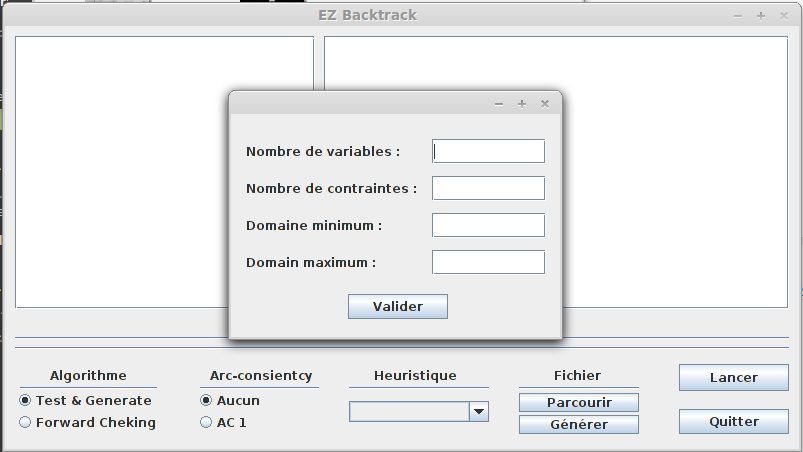 EZ Backtrack
Nombre de variables :
Nombre de contraintes :
Domaine minimum :
Domain maximum :
Valider
Algorithme
Arc-consientcy
Heuristique
Fichier
Lancer
Test & Generate
Aucun
Parcourir
Forward Cheking
AC 1
Générer
Quitter